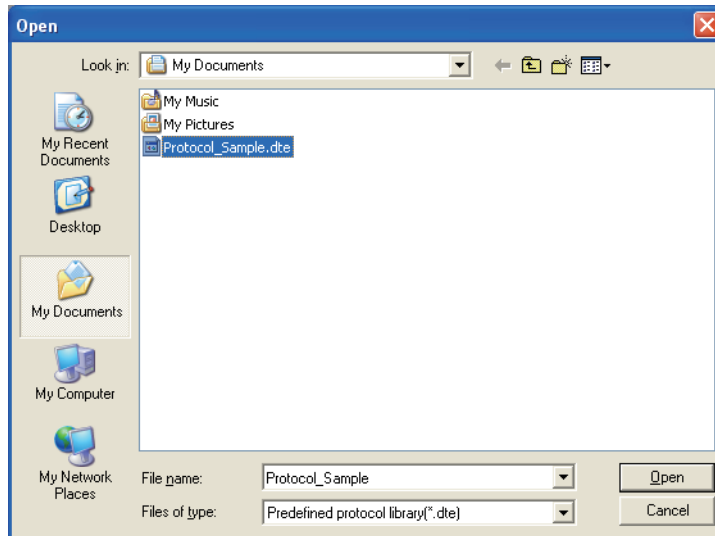 Open
Look in: My Documents
My Recent
Documents
Desktop
My Documents
My Computer
My Network
Places
My Music
My Pictures
Protocol_Sample.dte
File name: Protocol_Sample Open
Files of type: Predefined protocol library(*.dte) Cancel